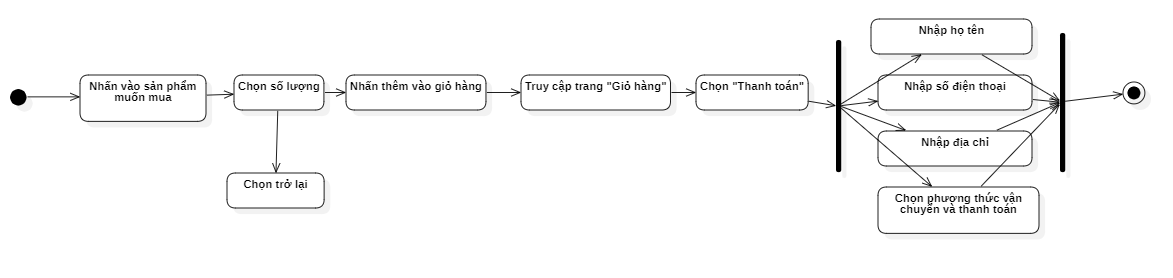 Nhấn vào sản phẩm
muốn mua
Chọn số lượng
Nhấn thêm vào giỏ hàng
Truy cập trang "Giỏ hàng"
Chọn "Thanh toán"
Nhập họ tên
Nhập số điện thoại
Nhập địa chỉ
Chọn phượng thức vận
chuyển và thanh toán
Chọn trở lại